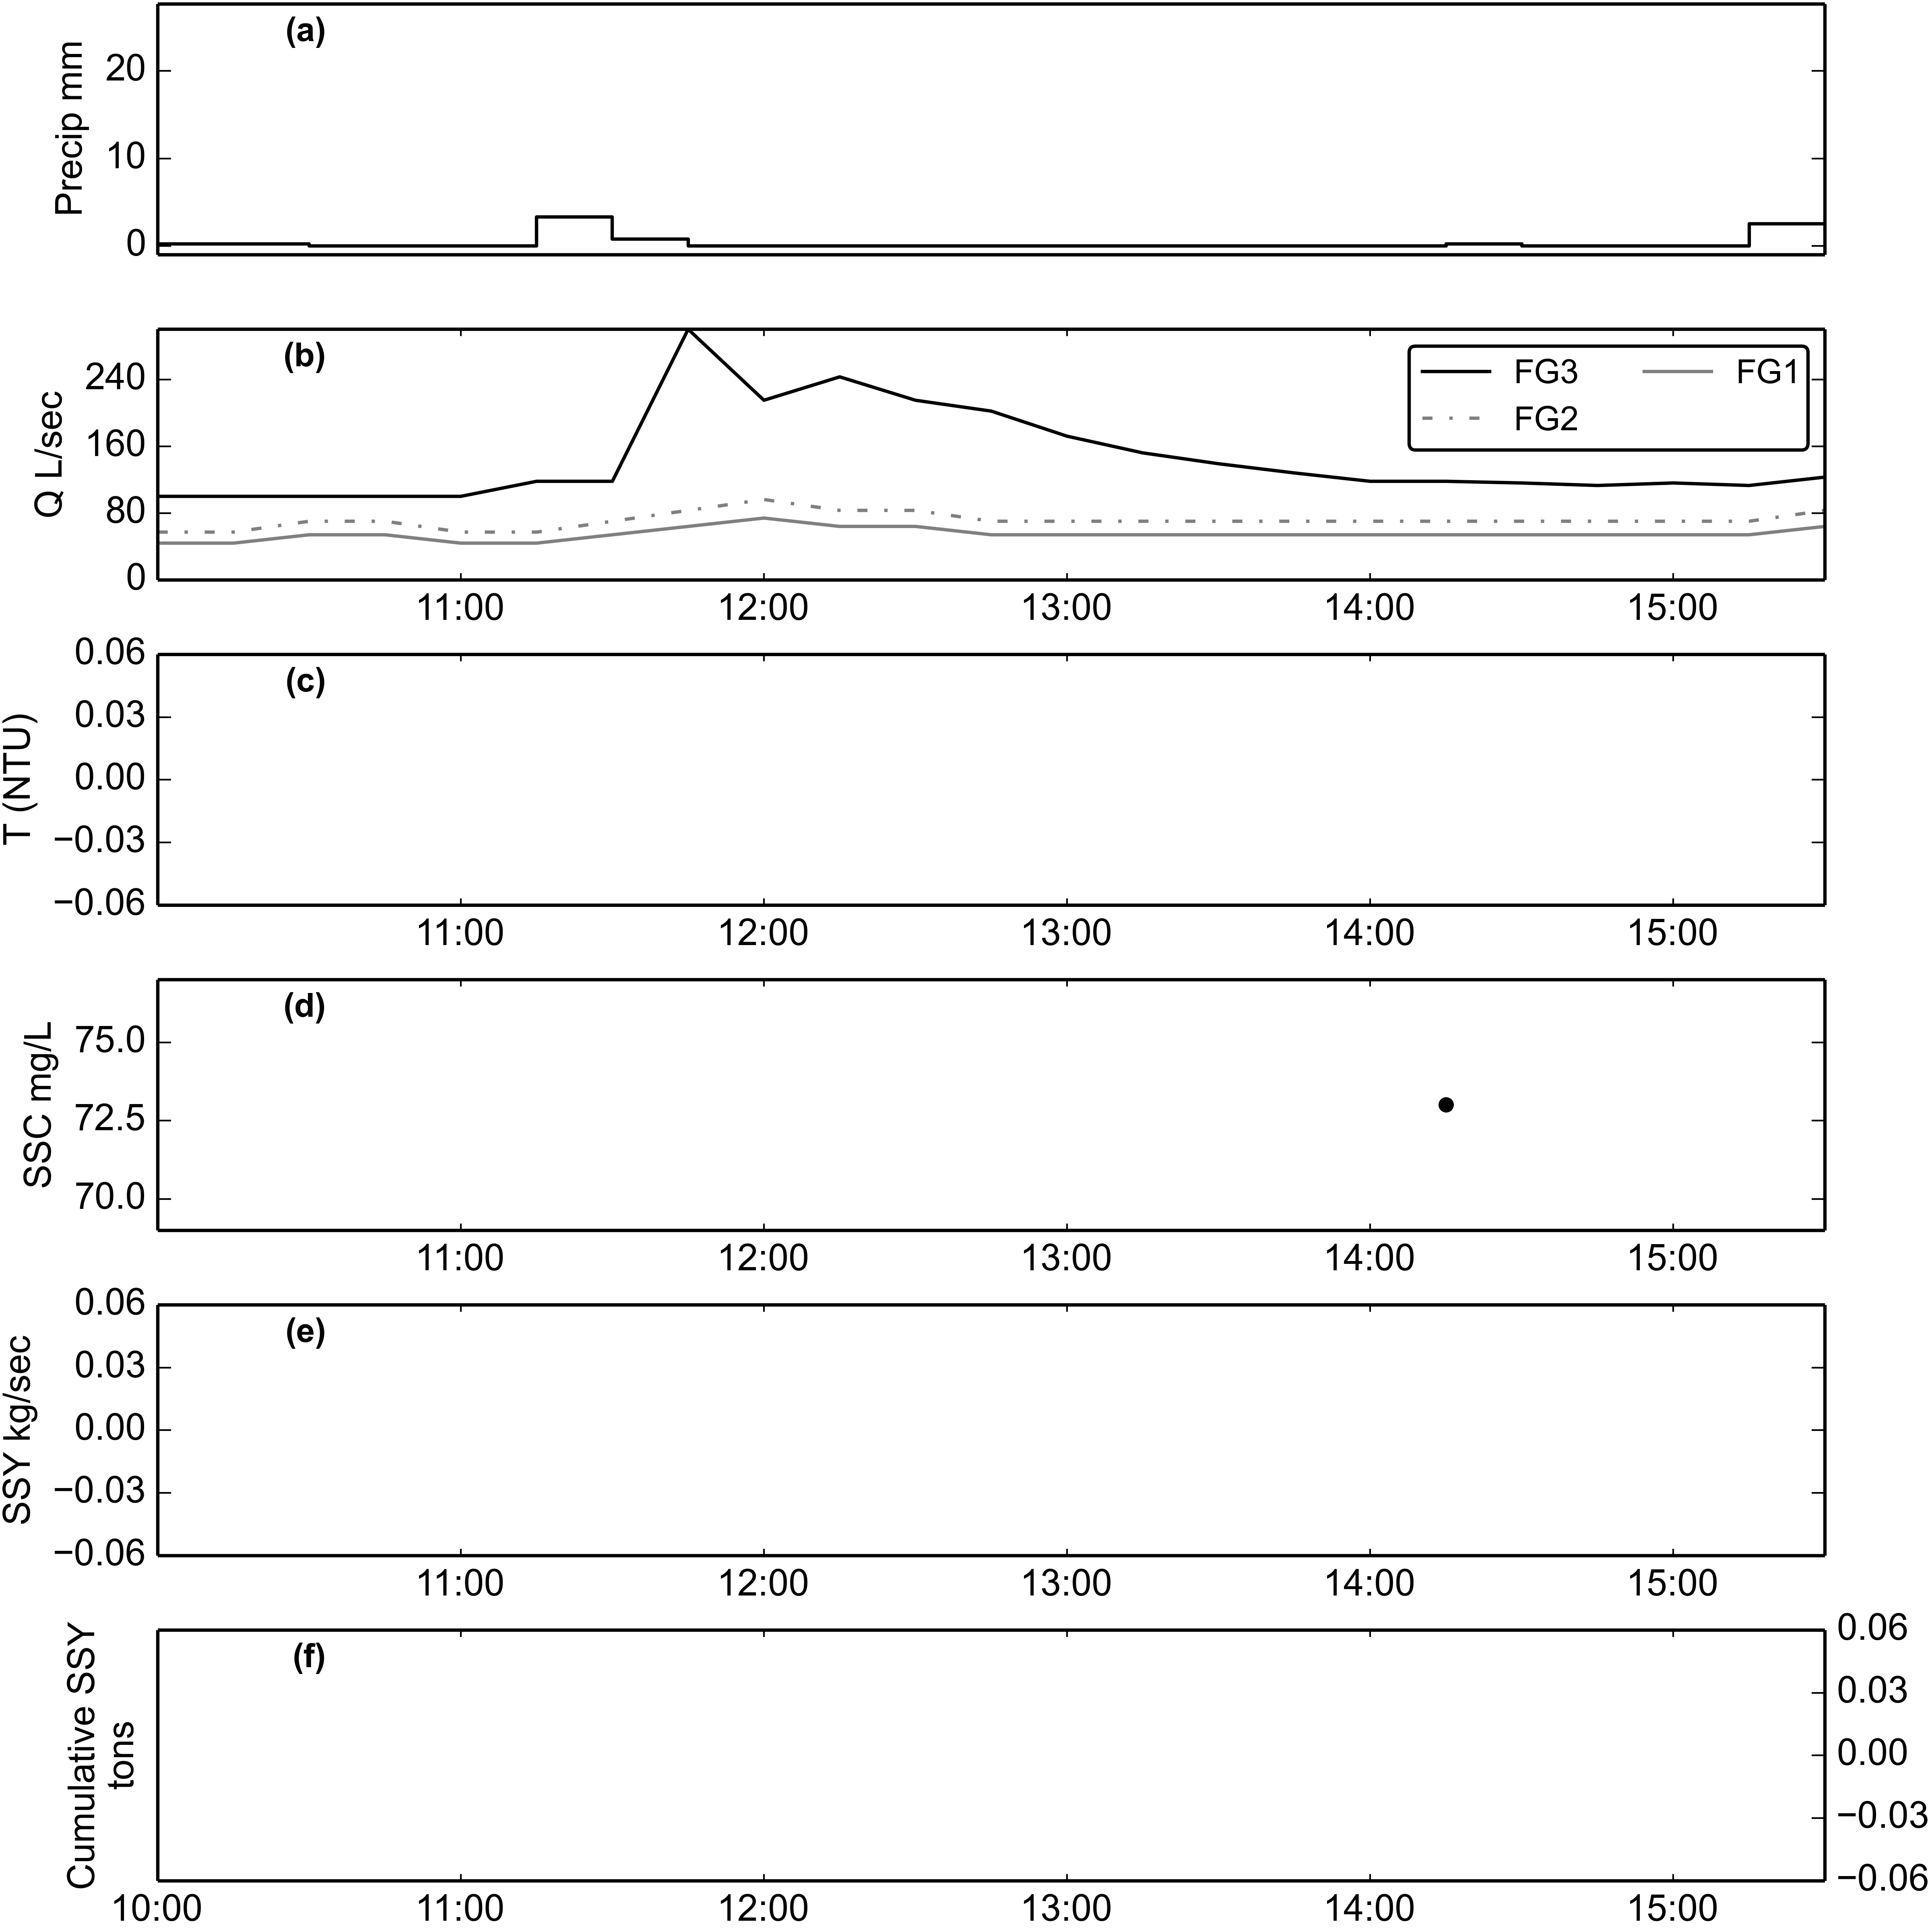 (a)
Precip mm
20
10
0
(b)
Q L/sec
240
160
80
0
FG3 FG1
FG2
11:00 12:00 13:00 14:00 15:00
(c)
T (NTU)
0.06
0.03
0.00
−0.03
−0.06
11:00 12:00 13:00 14:00 15:00
(d)
SSC mg/L
75.0
72.5
70.0
11:00 12:00 13:00 14:00 15:00
(e)
SSY kg/sec
0.06
0.03
0.00
−0.03
−0.06
11:00 12:00 13:00 14:00 15:00
(f)
Cumulative SSY
tons
0.06
0.03
0.00
−0.03
−0.06
10:00 11:00 12:00 13:00 14:00 15:00